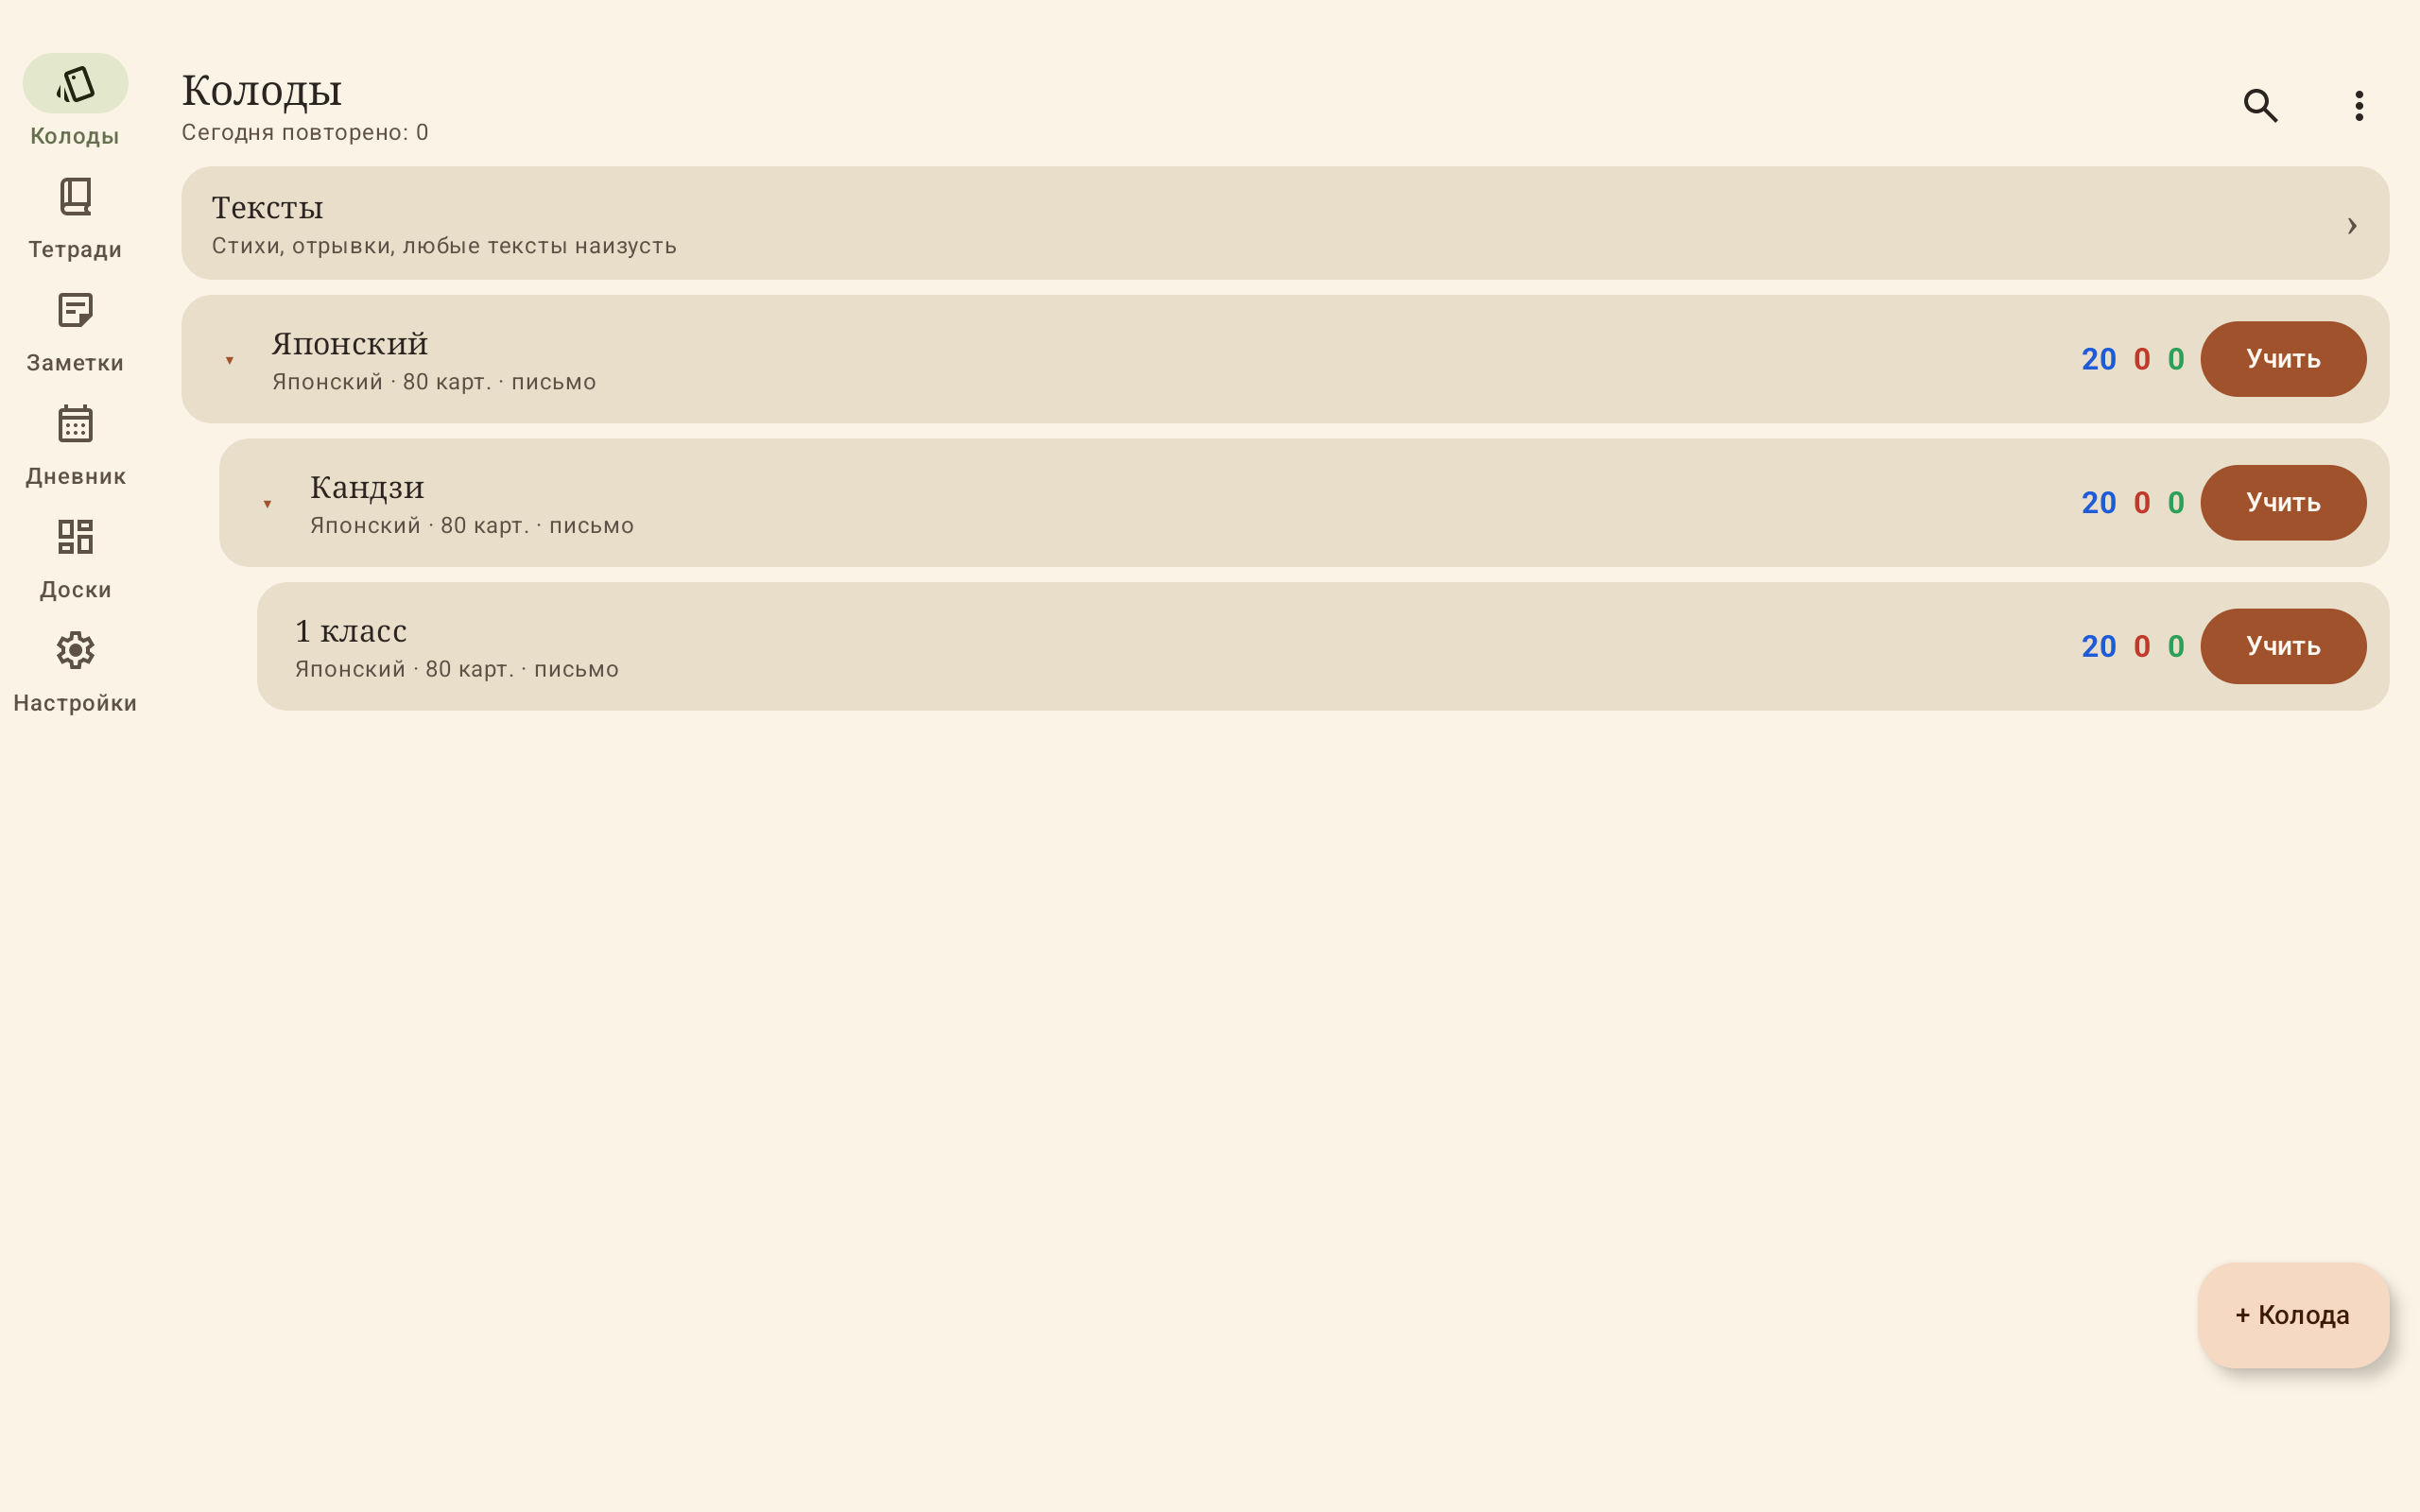 Колоды
Тетради
Заметки
Дневник
Доски
Настройки
Колоды
Сегодня повторено: 0
Тексты
Стихи, отрывки, любые тексты наизусть
Японский
Японский · 80 карт. · письмо
20 0 0 Учить
Кандзи
Японский · 80 карт. · письмо
20 0 0 Учить
1 класс
Японский · 80 карт. · письмо
20 0 0 Учить
+ Колода